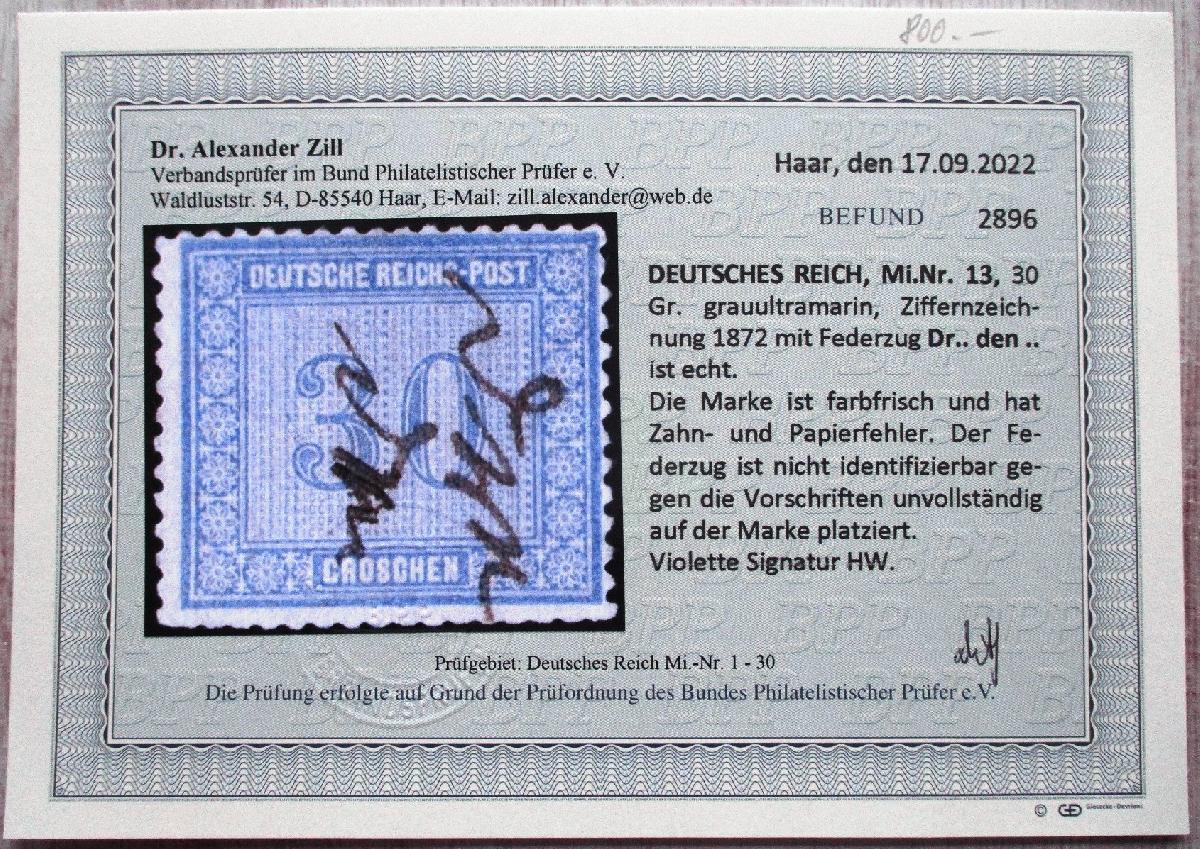 800.—
Dr. Alexander Zill
Verbandsprüfer im Bund Philatelistischer Prüfer e. V.
Waldluststr. 54, D-85540 Haar, E-Mail: zill.alexander@web.de
Haar, den 17.09.2022
BEFUND 2896
DEUTSCHE REICHS-POST
30
GROSCHEN
DEUTSCHES REICH, Mi.Nr. 13, 30
Gr. grauultramarin, Ziffernzeich-
nung 1872 mit Federzug Dr.. den ..
ist echt.
Die Marke ist farbfrisch und hat
Zahn- und Papierfehler. Der Fe-
derzug ist nicht identifizierbar ge-
gen die Vorschriften unvollständig
auf der Marke platziert.
Violette Signatur HW.
Prüfgebiet: Deutsches Reich Mi.-Nr. 1 - 30
Die Prüfung erfolgte auf Grund der Prüfordnung des Bundes Philatelistischer Prüfer e.V.
© Giesecke+Devrient